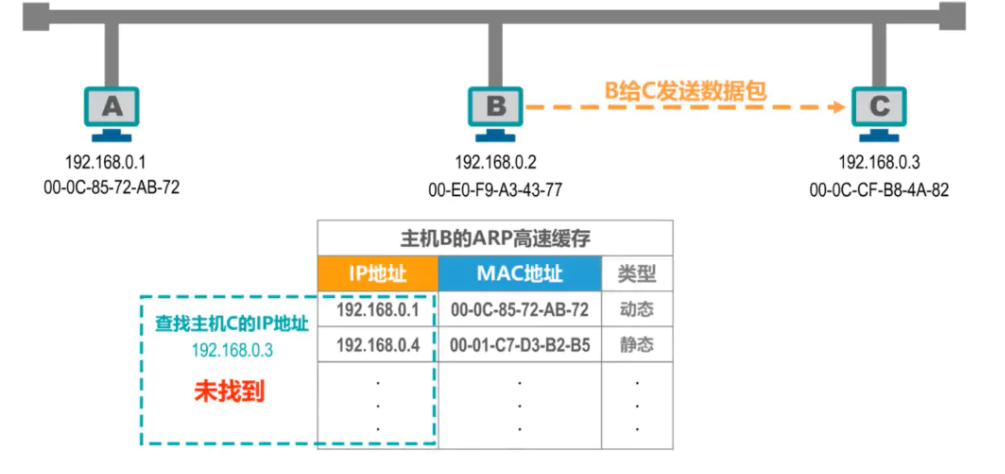 A
B
B给C发送数据包
C
192.168.0.1
00-0C-85-72-AB-72
192.168.0.2
00-E0-F9-A3-43-77
192.168.0.3
00-0C-CF-B8-4A-82
主机B的ARP高速缓存
IP地址 MAC地址 类型
192.168.0.1 00-0C-85-72-AB-72 动态
192.168.0.4 00-01-C7-D3-B2-B5 静态
. . .
. . .
. . .
查找主机C的IP地址
192.168.0.3
未找到